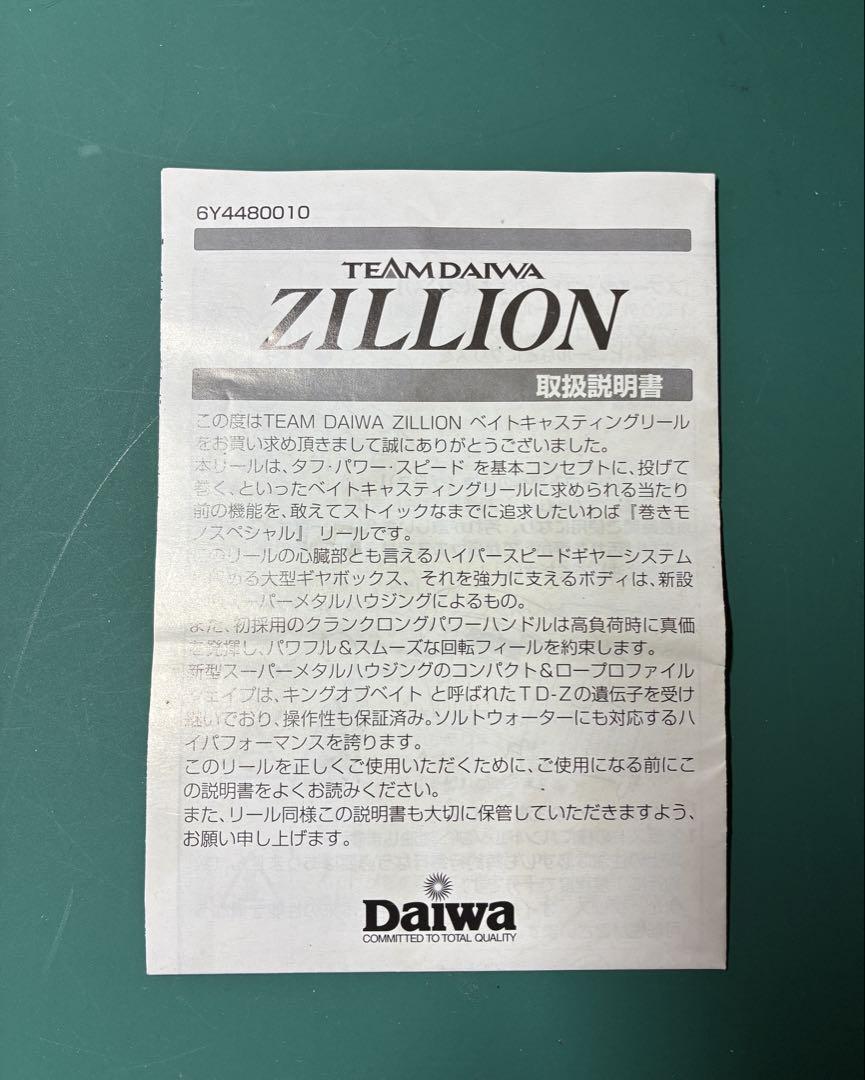 6Y4480010
TEAM DAIWA
ZILLION
取扱説明書
この度はTEAM DAIWA ZILLION ベイトキャスティングリール
をお買い求め頂きまして誠にありがとうございました。
本リールは、タフ・パワー・スピード を基本コンセプトに、投げて
巻く、といったベイトキャスティングリールに求められる当たり
前の機能を、敢えてストイックなまでに追求したいわば『巻きモ
ノスペシャル』 リールです。
このリールの心臓部とも言えるハイパースピードギヤーシステム
める大型ギヤボックス、それを強力に支えるボディは、新設
パーメタルハウジングによるもの。
また、初採用のクランクロングパワーハンドルは高負荷時に真価
を発揮し、パワフル&スムーズな回転フィールを約束します。
新型スーパーメタルハウジングのコンパクト&ロープロファイル
シェイプは、キングオブベイト と呼ばれたTD-Zの遺伝子を受け
継いでおり、操作性も保証済み。ソルトウォーターにも対応するハ
イパフォーマンスを誇ります。
このリールを正しくご使用いただくために、ご使用になる前にこ
の説明書をよくお読みください。
また、リール同様この説明書も大切に保管していただきますよう、
お願い申し上げます。
Daiwa
COMMITTED TO TOTAL QUALITY